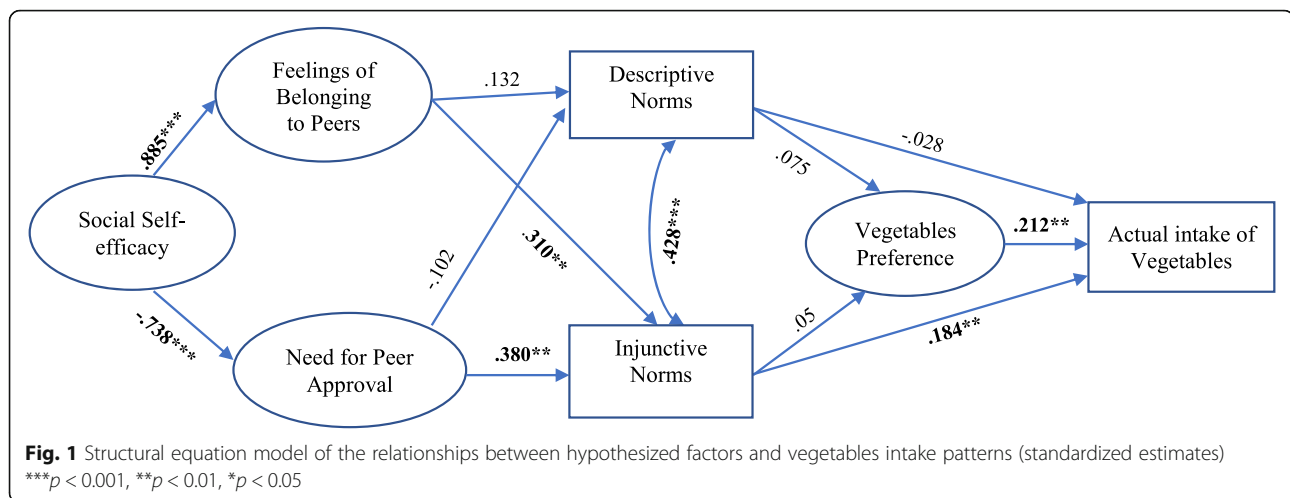 Feelings of
Belonging
to Peers
.132
Descriptive
Norms
-.028
.885***
.075
Social Self-
efficacy
-.102
.310**
.428***
Vegetables
Preference
.212**
Actual intake of
Vegetables
-.738***
Need for Peer
Approval
.380**
Injunctive
Norms
.05
.184**
Fig. 1 Structural equation model of the relationships between hypothesized factors and vegetables intake patterns (standardized estimates)
***p < 0.001, **p < 0.01, *p < 0.05